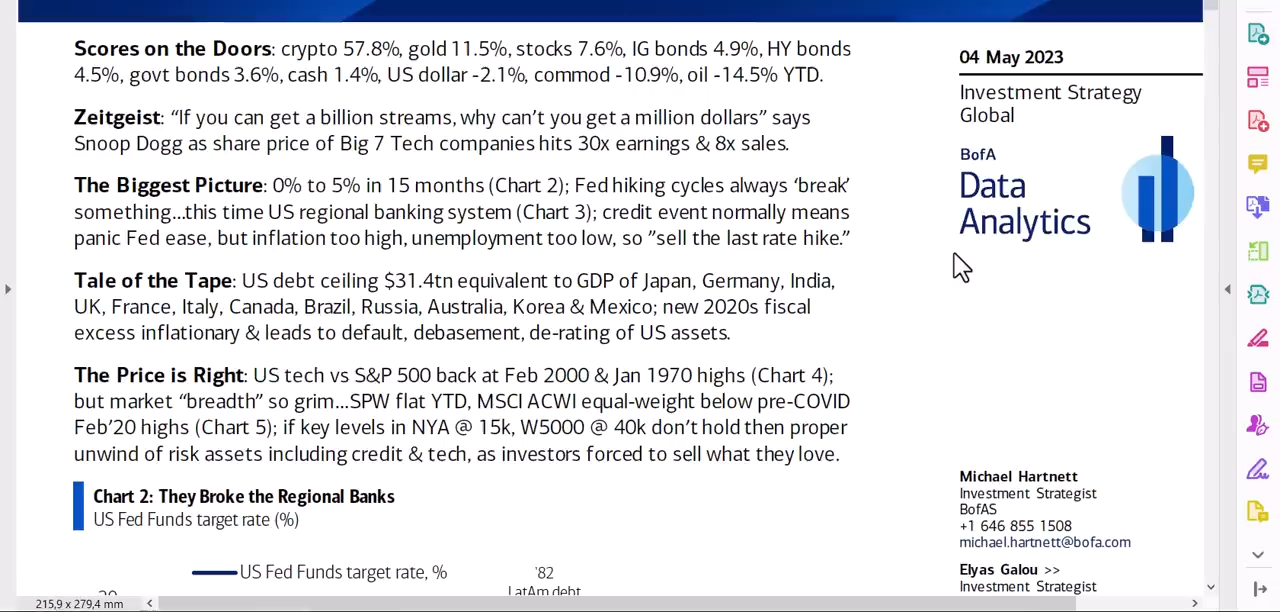 Scores on the Doors: crypto 57.8%, gold 11.5%, stocks 7.6%, IG bonds 4.9%, HY bonds
4.5%, govt bonds 3.6%, cash 1.4%, US dollar -2.1%, commod -10.9%, oil -14.5% YTD.
Zeitgeist: “If you can get a billion streams, why can’t you get a million dollars” says
Snoop Dogg as share price of Big 7 Tech companies hits 30x earnings & 8x sales.
The Biggest Picture: 0% to 5% in 15 months (Chart 2); Fed hiking cycles always ‘break’
something...this time US regional banking system (Chart 3); credit event normally means
panic Fed ease, but inflation too high, unemployment too low, so ”sell the last rate hike.”
Tale of the Tape: US debt ceiling $31.4tn equivalent to GDP of Japan, Germany, India,
UK, France, Italy, Canada, Brazil, Russia, Australia, Korea & Mexico; new 2020s fiscal
excess inflationary & leads to default, debasement, de-rating of US assets.
The Price is Right: US tech vs S&P 500 back at Feb 2000 & Jan 1970 highs (Chart 4);
but market “breadth” so grim...SPW flat YTD, MSCI ACWI equal-weight below pre-COVID
Feb’20 highs (Chart 5); if key levels in NYA @ 15k, W5000 @ 40k don’t hold then proper
unwind of risk assets including credit & tech, as investors forced to sell what they love.
Chart 2: They Broke the Regional Banks
US Fed Funds target rate (%)
US Fed Funds target rate, %
'82
LatAm debt
20
215,9 x 279,4 mm
04 May 2023
Investment Strategy
Global
BofA
Data
Analytics
Michael Hartnett
Investment Strategist
BofAS
+1 646 855 1508
michael.hartnett@bofa.com
Elyas Galou >>
Investment Strategist